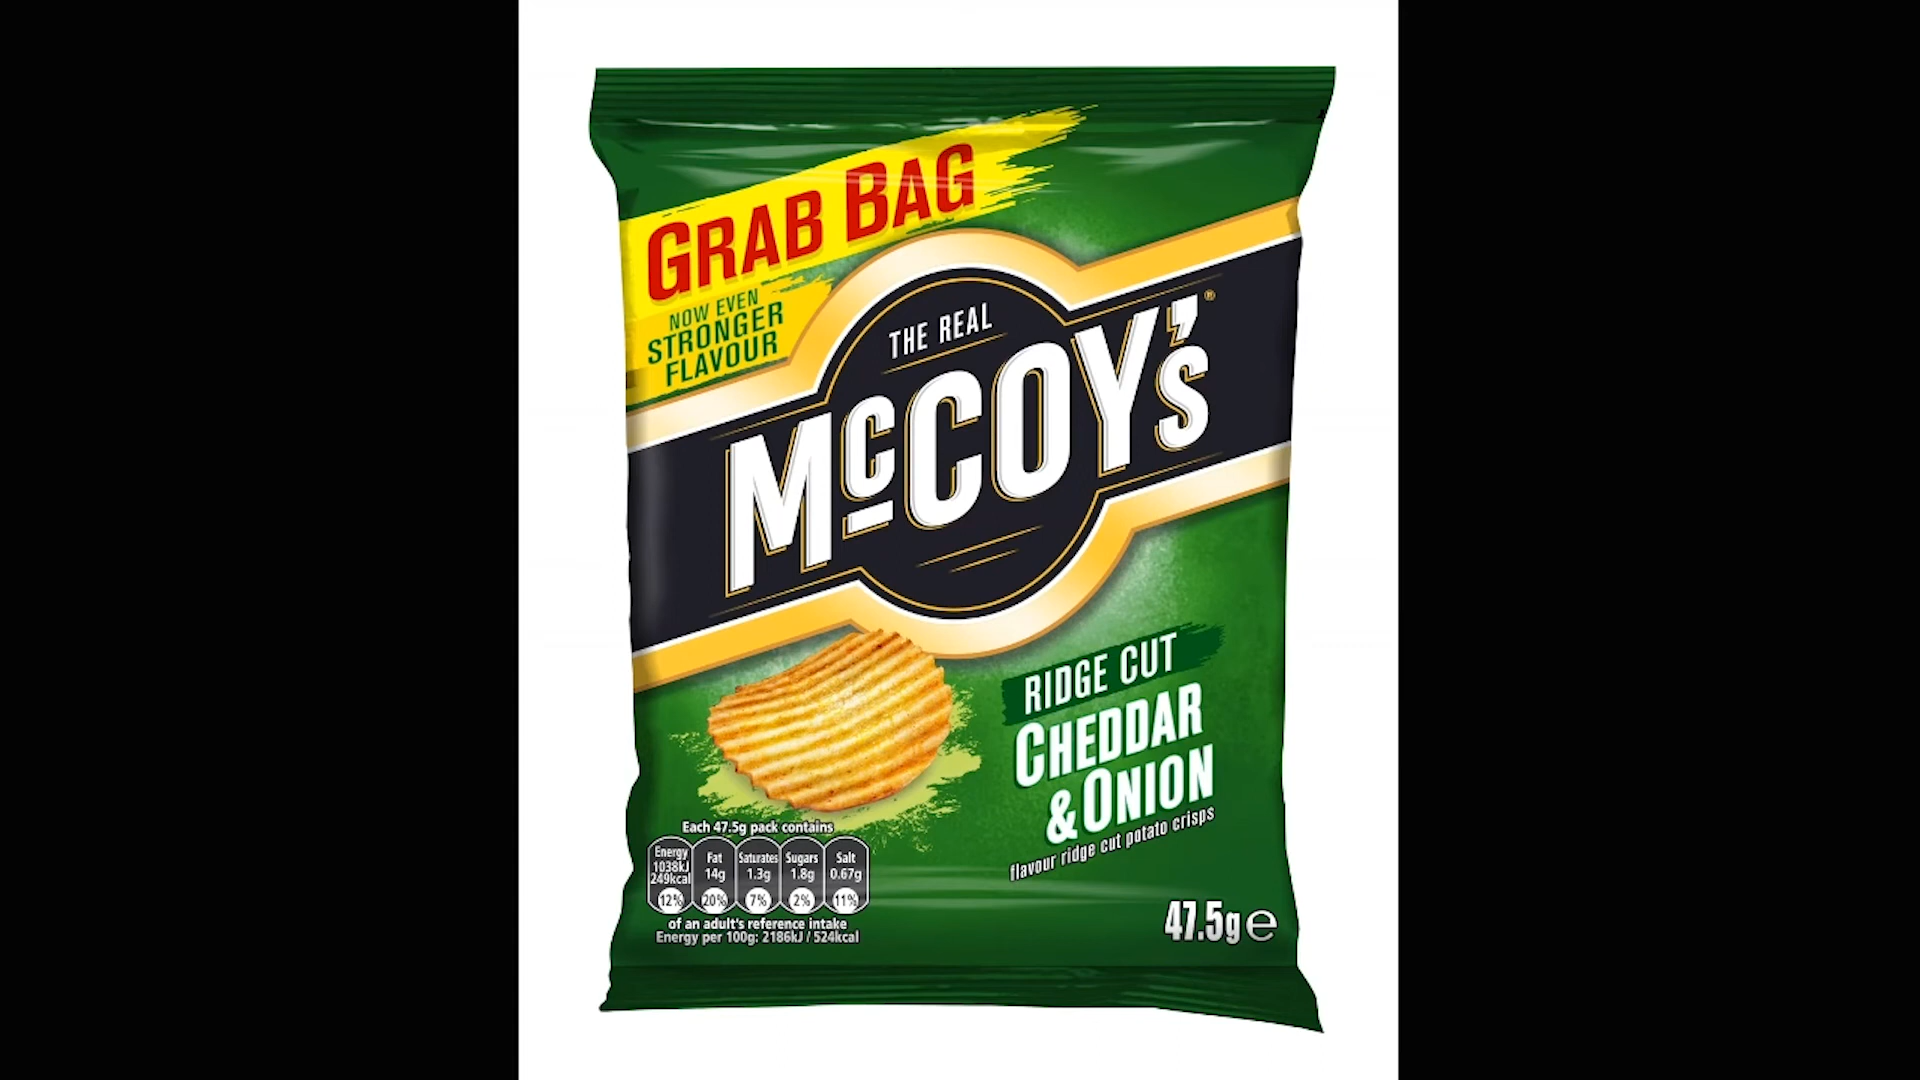 GRAB BAG
NOW EVEN
STRONGER
FLAVOUR
THE REAL
McCOY's®
RIDGE CUT
CHEDDAR
& ONION
flavour ridge cut potato crisps
Each 47.5g pack contains
Energy 1038kJ 249kcal 12%
Fat 14g 20%
Saturates 1.3g 7%
Sugars 1.8g 2%
Salt 0.67g 11%
of an adult's reference intake
Energy per 100g: 2186kJ / 524kcal
47.5g e